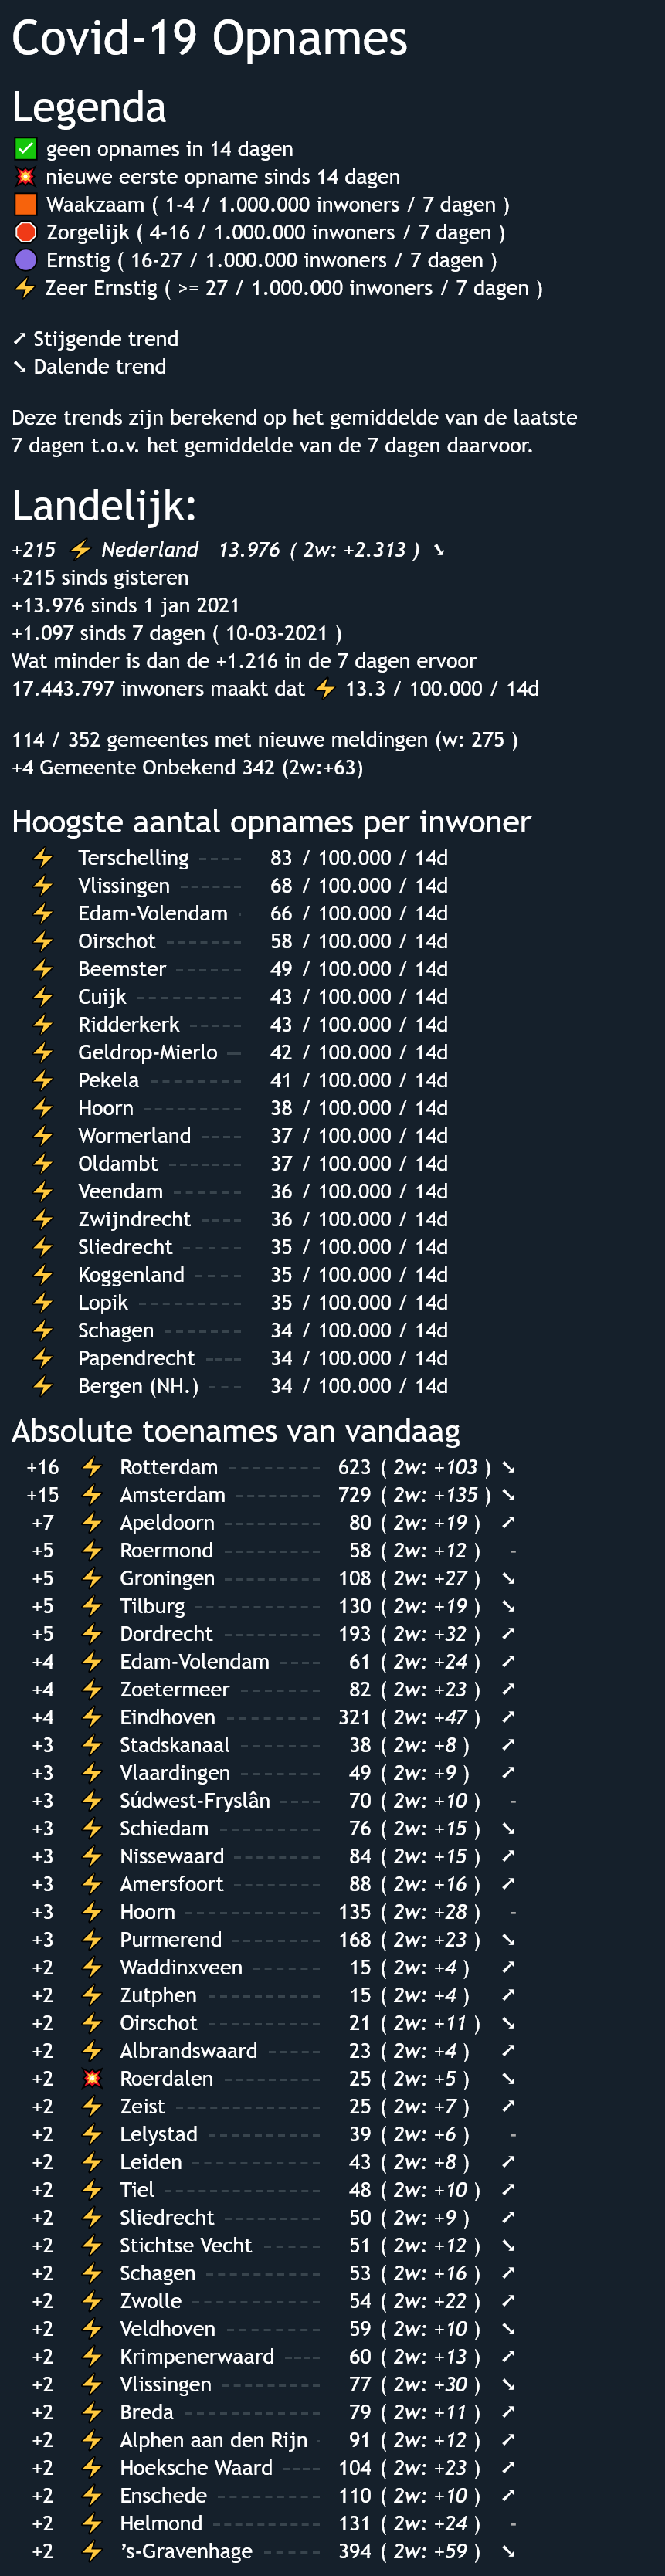 Covid-19 Opnames
Legenda
✅ geen opnames in 14 dagen
💥 nieuwe eerste opname sinds 14 dagen
🟧 Waakzaam ( 1-4 / 1.000.000 inwoners / 7 dagen )
🛑 Zorgelijk ( 4-16 / 1.000.000 inwoners / 7 dagen )
🟣 Ernstig ( 16-27 / 1.000.000 inwoners / 7 dagen )
⚡ Zeer Ernstig ( >= 27 / 1.000.000 inwoners / 7 dagen )
➚ Stijgende trend
➘ Dalende trend
Deze trends zijn berekend op het gemiddelde van de laatste
7 dagen t.o.v. het gemiddelde van de 7 dagen daarvoor.
Landelijk:
+215 ⚡ Nederland 13.976 ( 2w: +2.313 ) ➘
+215 sinds gisteren
+13.976 sinds 1 jan 2021
+1.097 sinds 7 dagen ( 10-03-2021 )
Wat minder is dan de +1.216 in de 7 dagen ervoor
17.443.797 inwoners maakt dat ⚡ 13.3 / 100.000 / 14d
114 / 352 gemeentes met nieuwe meldingen (w: 275 )
+4 Gemeente Onbekend 342 (2w:+63)
Hoogste aantal opnames per inwoner
⚡ Terschelling ---- 83 / 100.000 / 14d
⚡ Vlissingen ------ 68 / 100.000 / 14d
⚡ Edam-Volendam - 66 / 100.000 / 14d
⚡ Oirschot ------- 58 / 100.000 / 14d
⚡ Beemster ------ 49 / 100.000 / 14d
⚡ Cuijk ---------- 43 / 100.000 / 14d
⚡ Ridderkerk ----- 43 / 100.000 / 14d
⚡ Geldrop-Mierlo -- 42 / 100.000 / 14d
⚡ Pekela --------- 41 / 100.000 / 14d
⚡ Hoorn --------- 38 / 100.000 / 14d
⚡ Wormerland ---- 37 / 100.000 / 14d
⚡ Oldambt ------- 37 / 100.000 / 14d
⚡ Veendam ------ 36 / 100.000 / 14d
⚡ Zwijndrecht ---- 36 / 100.000 / 14d
⚡ Sliedrecht ----- 35 / 100.000 / 14d
⚡ Koggenland ---- 35 / 100.000 / 14d
⚡ Lopik ---------- 35 / 100.000 / 14d
⚡ Schagen ------- 34 / 100.000 / 14d
⚡ Papendrecht ---- 34 / 100.000 / 14d
⚡ Bergen (NH.) --- 34 / 100.000 / 14d
Absolute toenames van vandaag
+16 ⚡ Rotterdam -------- 623 ( 2w: +103 ) ➘
+15 ⚡ Amsterdam -------- 729 ( 2w: +135 ) ➘
+7 ⚡ Apeldoorn --------- 80 ( 2w: +19 ) ➚
+5 ⚡ Roermond --------- 58 ( 2w: +12 ) -
+5 ⚡ Groningen --------- 108 ( 2w: +27 ) ➘
+5 ⚡ Tilburg ------------ 130 ( 2w: +19 ) ➘
+5 ⚡ Dordrecht --------- 193 ( 2w: +32 ) ➚
+4 ⚡ Edam-Volendam ---- 61 ( 2w: +24 ) ➚
+4 ⚡ Zoetermeer -------- 82 ( 2w: +23 ) ➚
+4 ⚡ Eindhoven --------- 321 ( 2w: +47 ) ➚
+3 ⚡ Stadskanaal -------- 38 ( 2w: +8 ) ➚
+3 ⚡ Vlaardingen -------- 49 ( 2w: +9 ) ➚
+3 ⚡ Súdwest-Fryslân ---- 70 ( 2w: +10 ) -
+3 ⚡ Schiedam ---------- 76 ( 2w: +15 ) ➘
+3 ⚡ Nissewaard -------- 84 ( 2w: +15 ) ➚
+3 ⚡ Amersfoort -------- 88 ( 2w: +16 ) ➚
+3 ⚡ Hoorn ------------ 135 ( 2w: +28 ) -
+3 ⚡ Purmerend -------- 168 ( 2w: +23 ) ➘
+2 ⚡ Waddinxveen ------- 15 ( 2w: +4 ) ➚
+2 ⚡ Zutphen ----------- 15 ( 2w: +4 ) ➚
+2 ⚡ Oirschot ----------- 21 ( 2w: +11 ) ➘
+2 ⚡ Albrandswaard ----- 23 ( 2w: +4 ) ➚
+2 💥 Roerdalen --------- 25 ( 2w: +5 ) ➘
+2 ⚡ Zeist ------------- 25 ( 2w: +7 ) ➚
+2 ⚡ Lelystad ---------- 39 ( 2w: +6 ) -
+2 ⚡ Leiden ------------ 43 ( 2w: +8 ) ➚
+2 ⚡ Tiel -------------- 48 ( 2w: +10 ) ➚
+2 ⚡ Sliedrecht --------- 50 ( 2w: +9 ) ➚
+2 ⚡ Stichtse Vecht ------ 51 ( 2w: +12 ) ➘
+2 ⚡ Schagen ----------- 53 ( 2w: +16 ) ➚
+2 ⚡ Zwolle ------------ 54 ( 2w: +22 ) ➚
+2 ⚡ Veldhoven --------- 59 ( 2w: +10 ) ➘
+2 ⚡ Krimpenerwaard ---- 60 ( 2w: +13 ) ➚
+2 ⚡ Vlissingen --------- 77 ( 2w: +30 ) ➘
+2 ⚡ Breda ------------- 79 ( 2w: +11 ) ➚
+2 ⚡ Alphen aan den Rijn - 91 ( 2w: +12 ) ➚
+2 ⚡ Hoeksche Waard ---- 104 ( 2w: +23 ) ➚
+2 ⚡ Enschede ---------- 110 ( 2w: +10 ) ➚
+2 ⚡ Helmond ---------- 131 ( 2w: +24 ) -
+2 ⚡ 's-Gravenhage ------ 394 ( 2w: +59 ) ➘